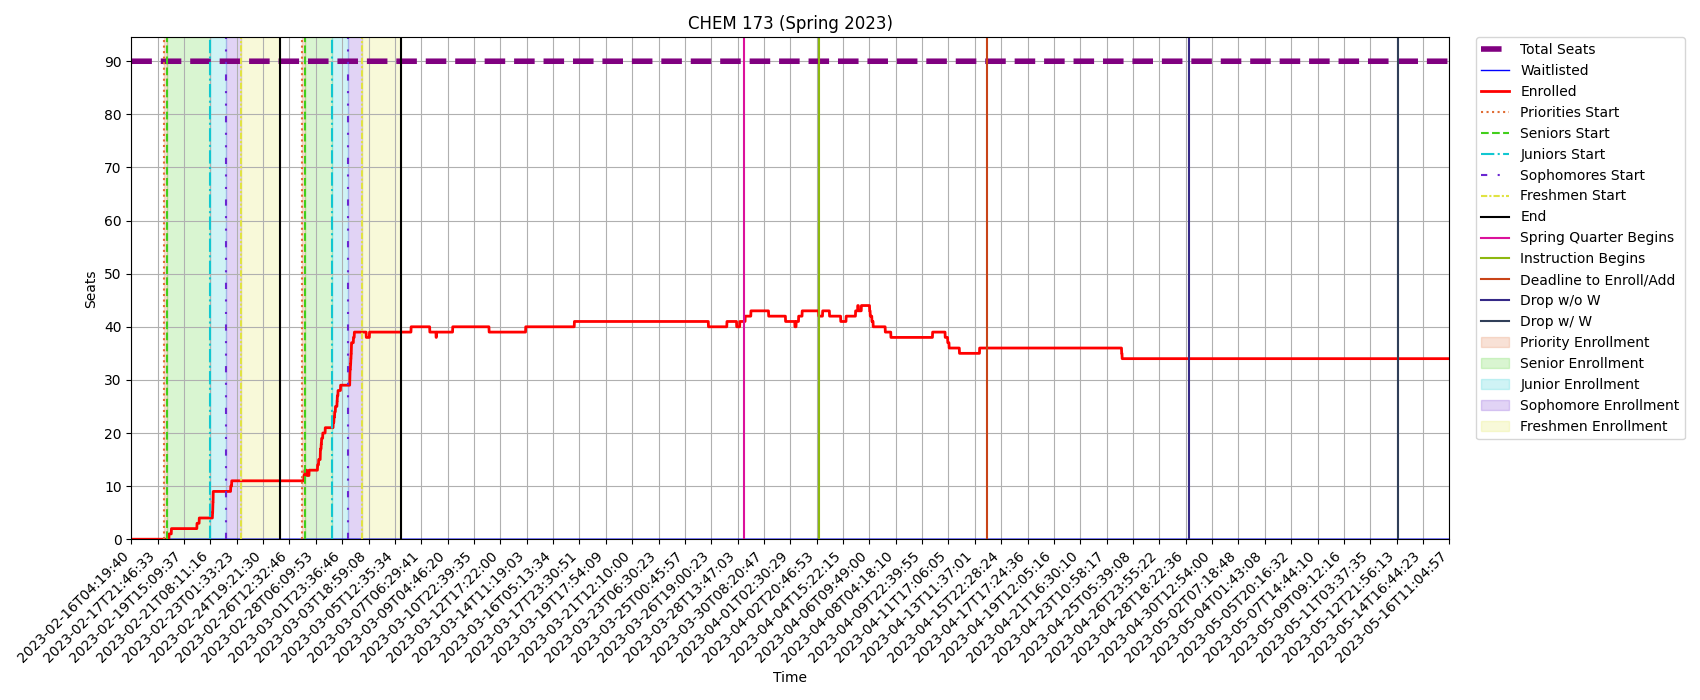 CHEM 173 (Spring 2023)
Seats
90
80
70
60
50
40
30
20
10
0
2023-02-16T04:19:40
2023-02-17T21:46:33
2023-02-19T15:09:37
2023-02-21T08:11:16
2023-02-23T01:33:23
2023-02-24T19:21:30
2023-02-26T12:32:46
2023-02-28T06:09:53
2023-03-01T23:36:46
2023-03-03T18:59:08
2023-03-05T12:35:34
2023-03-07T06:29:41
2023-03-09T04:46:20
2023-03-10T22:39:35
2023-03-12T17:22:00
2023-03-14T11:19:03
2023-03-16T05:13:34
2023-03-17T23:30:51
2023-03-19T17:54:09
2023-03-21T12:10:00
2023-03-23T06:30:23
2023-03-25T00:45:57
2023-03-26T19:00:23
2023-03-28T13:47:03
2023-03-30T08:20:47
2023-04-01T02:30:29
2023-04-02T20:46:53
2023-04-04T15:22:15
2023-04-06T09:49:00
2023-04-08T04:18:10
2023-04-09T22:39:55
2023-04-11T17:06:05
2023-04-13T11:37:01
2023-04-15T22:28:24
2023-04-17T17:24:36
2023-04-19T12:05:16
2023-04-21T16:30:10
2023-04-23T10:58:17
2023-04-25T05:39:08
2023-04-26T23:55:22
2023-04-28T18:22:36
2023-04-30T12:54:00
2023-05-02T07:18:48
2023-05-04T01:43:08
2023-05-05T20:16:32
2023-05-07T14:44:10
2023-05-09T09:12:16
2023-05-11T03:37:35
2023-05-12T21:56:13
2023-05-14T16:44:23
2023-05-16T11:04:57
Time
Total Seats
Waitlisted
Enrolled
Priorities Start
Seniors Start
Juniors Start
Sophomores Start
Freshmen Start
End
Spring Quarter Begins
Instruction Begins
Deadline to Enroll/Add
Drop w/o W
Drop w/ W
Priority Enrollment
Senior Enrollment
Junior Enrollment
Sophomore Enrollment
Freshmen Enrollment